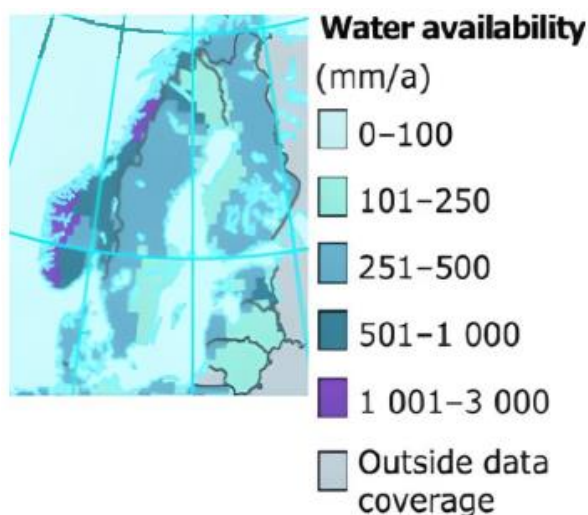 Water availability
(mm/a)
0–100
101–250
251–500
501–1 000
1 001–3 000
Outside data
coverage